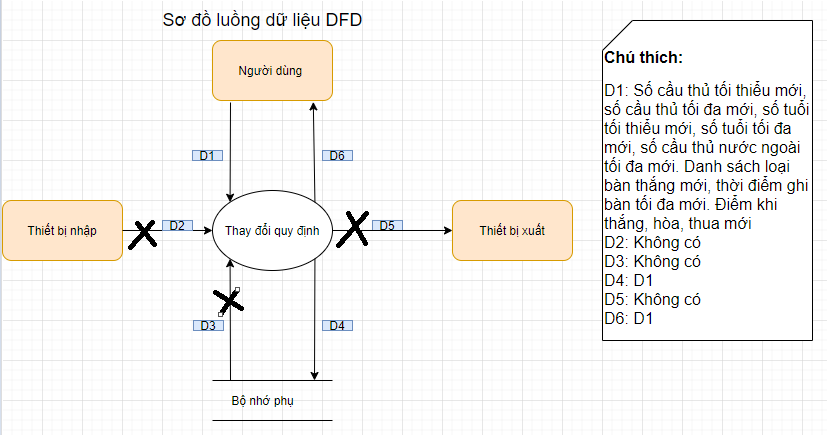 Sơ đồ luồng dữ liệu DFD
Người dùng
D1
D6
Thiết bị nhập
D2
Thay đổi quy định
D5
Thiết bị xuất
D3
D4
Bộ nhớ phụ
Chú thích:
D1: Số cầu thủ tối thiểu mới,
số cầu thủ tối đa mới, số tuổi
tối thiểu mới, số tuổi tối đa
mới, số cầu thủ nước ngoài
tối đa mới. Danh sách loại
bàn thắng mới, thời điểm ghi
bàn tối đa mới. Điểm khi
thắng, hòa, thua mới
D2: Không có
D3: Không có
D4: D1
D5: Không có
D6: D1